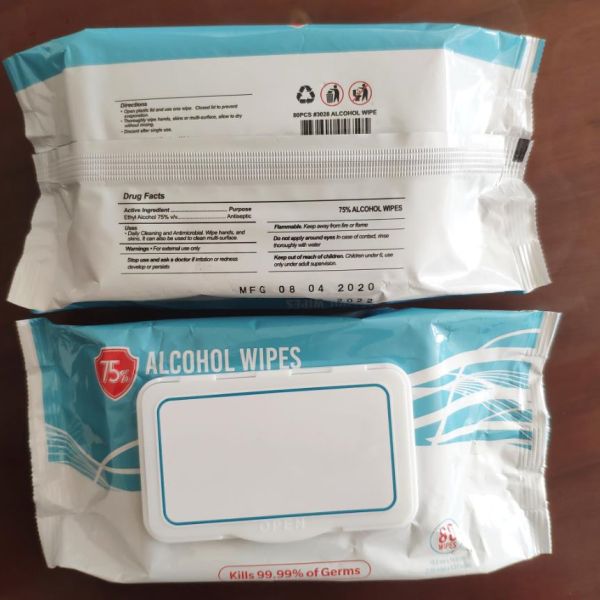 Directions
• Open plastic lid and use one wipe. Closed lid to prevent
evaporation.
• Thoroughly wipe hands, skins or multi-surface, allow to dry
without rinsing.
• Discard after single use.
80PCS #3028 ALCOHOL WIPE
Drug Facts
Active Ingredient Purpose
Ethyl Alcohol 75% v/v Antiseptic
Uses
• Daily Cleaning and Antimicrobial. Wipe hands, and
skins. It can also be used to clean multi-surface.
Warnings • For external use only
Stop use and ask a doctor if irritation or redness
develop or persists
75% ALCOHOL WIPES
Flammable. Keep away from fire or flame
Do not apply around eyes. In case of contact, rinse
thoroughly with water
Keep out of reach of children. Children under 6, use
only under adult supervision.
MFG 08 04 2020
2022
WIPES
75%
ALCOHOL WIPES
OPEN
80
WIPES
Kills 99.99% of Germs